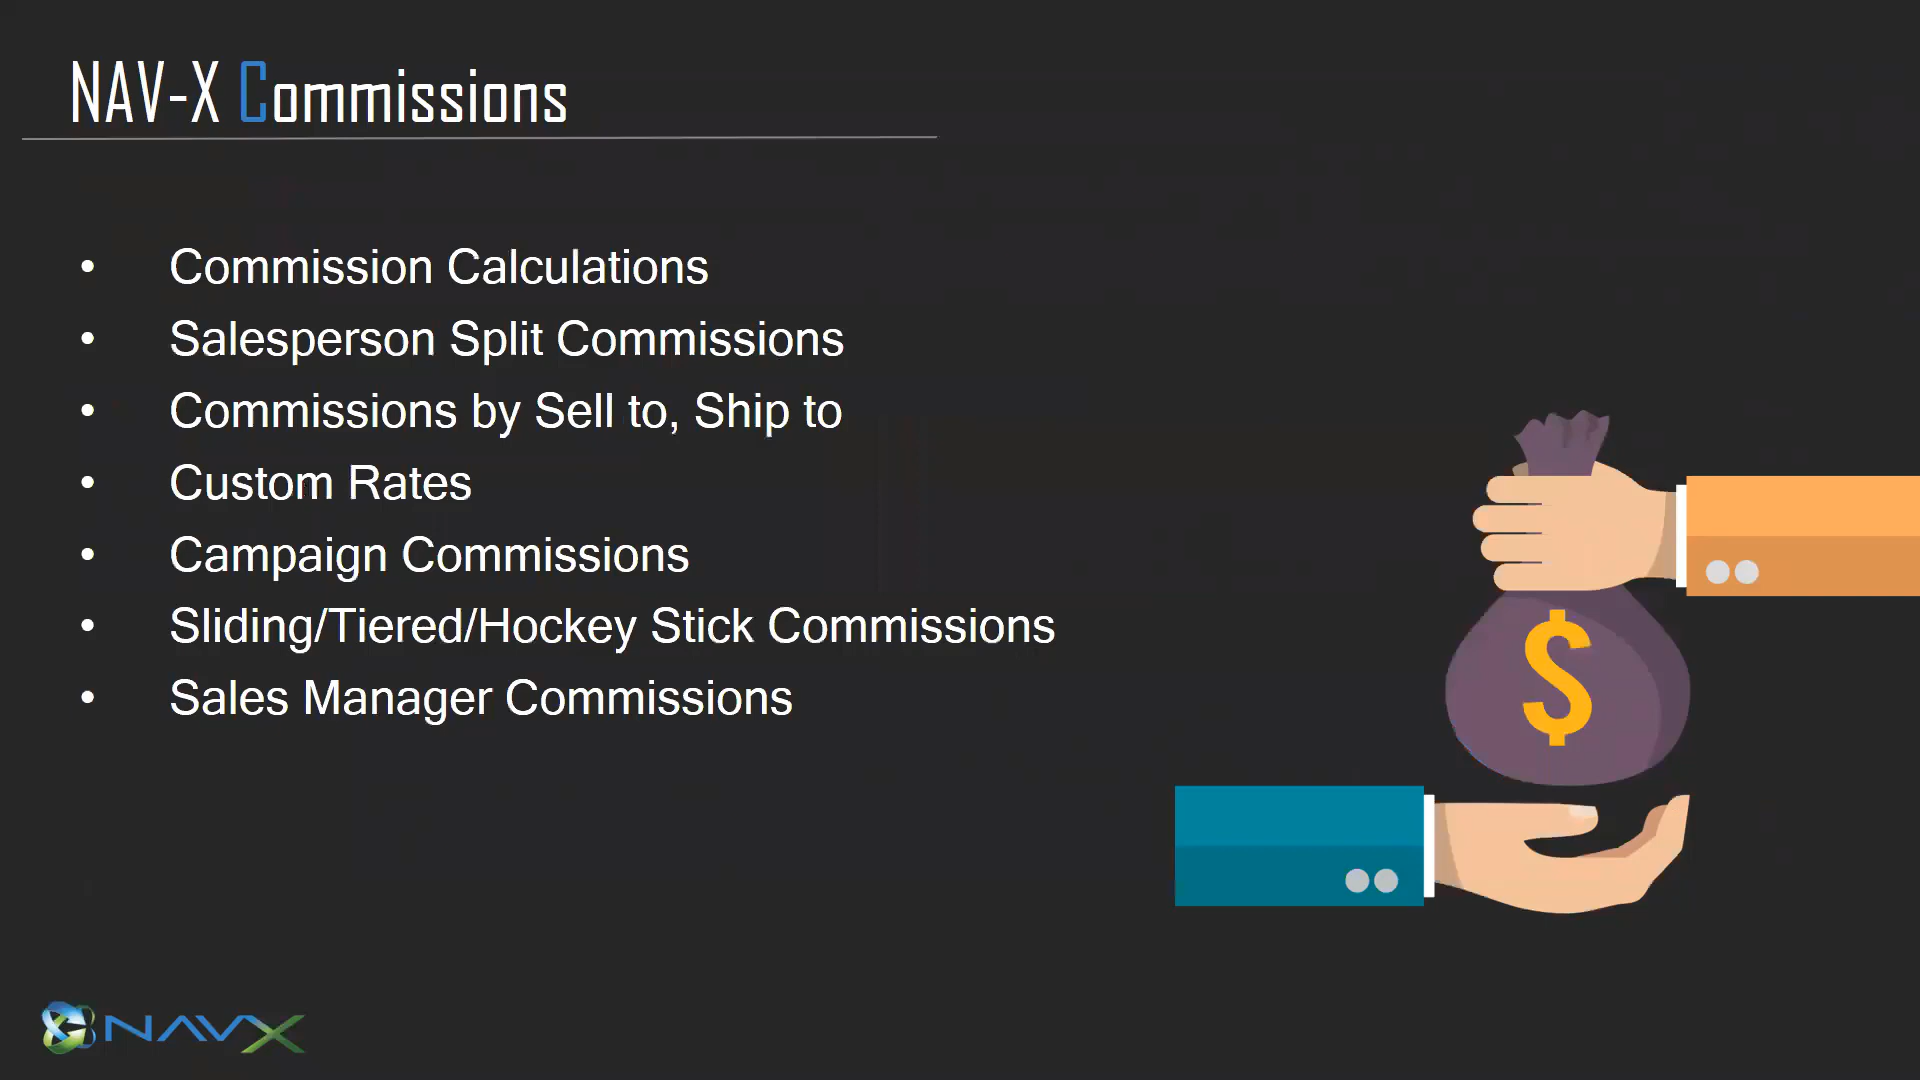 NAV-X Commissions
• Commission Calculations
• Salesperson Split Commissions
• Commissions by Sell to, Ship to
• Custom Rates
• Campaign Commissions
• Sliding/Tiered/Hockey Stick Commissions
• Sales Manager Commissions
$
NAVX